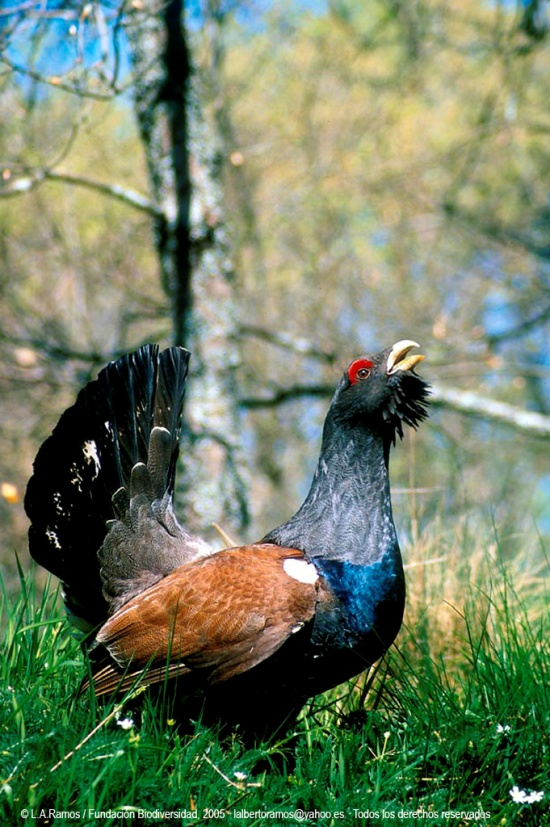 © L.A.Ramos / Fundación Biodiversidad, 2005 - lalbertoramos@yahoo.es - Todos los derechos reservados